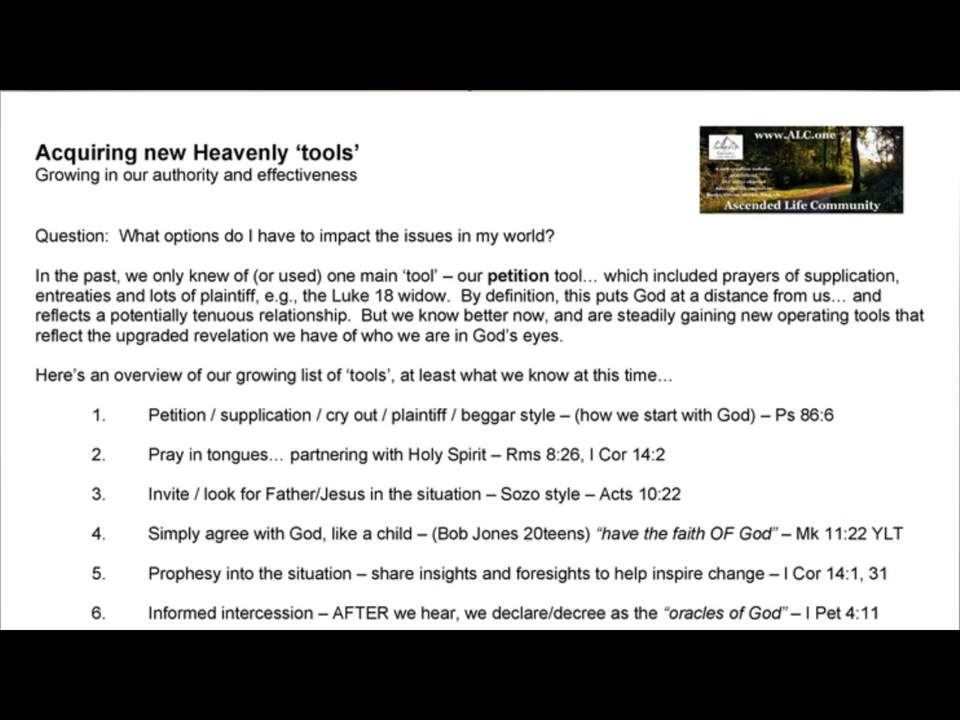 Acquiring new Heavenly ‘tools’
Growing in our authority and effectiveness
www.ALC.one
Ascended Life Community
Question: What options do I have to impact the issues in my world?
In the past, we only knew of (or used) one main ‘tool’ – our petition tool… which included prayers of supplication,
entreaties and lots of plaintiff, e.g., the Luke 18 widow. By definition, this puts God at a distance from us… and
reflects a potentially tenuous relationship. But we know better now, and are steadily gaining new operating tools that
reflect the upgraded revelation we have of who we are in God’s eyes.
Here’s an overview of our growing list of ‘tools’, at least what we know at this time…
1. Petition / supplication / cry out / plaintiff / beggar style – (how we start with God) – Ps 86:6
2. Pray in tongues… partnering with Holy Spirit – Rms 8:26, I Cor 14:2
3. Invite / look for Father/Jesus in the situation – Sozo style – Acts 10:22
4. Simply agree with God, like a child – (Bob Jones 20teens) “have the faith OF God” – Mk 11:22 YLT
5. Prophesy into the situation – share insights and foresights to help inspire change – I Cor 14:1, 31
6. Informed intercession – AFTER we hear, we declare/decree as the “oracles of God” – I Pet 4:11